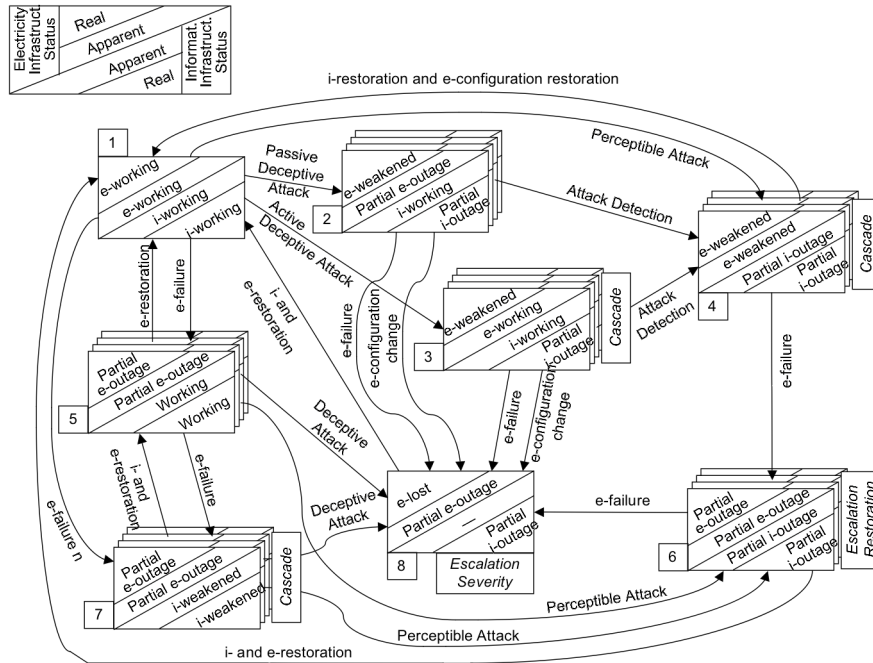 Electricity
Infrastruct.
Status
Real
Apparent
Apparent
Real
Informat.
Infrastruct.
Status
i-restoration and e-configuration restoration
1
e-working
e-working
i-working
i-working
Passive
Deceptive
Attack
Active
Deceptive Attack
2
e-weakened
Partial e-outage
i-working
Partial
i-outage
Perceptible Attack
Attack Detection
4
e-weakened
e-weakened
Partial i-outage
Partial
i-outage
Cascade
3
e-weakened
e-working
i-working
Partial
i-outage
Cascade
Attack
Detection
e-restoration
e-failure
i- and
e-restoration
e-failure
e-configuration
change
e-failure
e-configuration
change
e-failure
5
Partial
e-outage
Partial e-outage
Working
Working
Deceptive
Attack
i- and
e-restoration
e-failure
e-failure n
Deceptive
Attack
8
e-lost
Partial e-outage
—
Partial
i-outage
Escalation
Severity
e-failure
6
Partial
e-outage
Partial e-outage
Partial i-outage
Partial
i-outage
Escalation
Restoration
7
Partial
e-outage
Partial e-outage
i-weakened
i-weakened
Cascade
Perceptible Attack
Perceptible Attack
i- and e-restoration